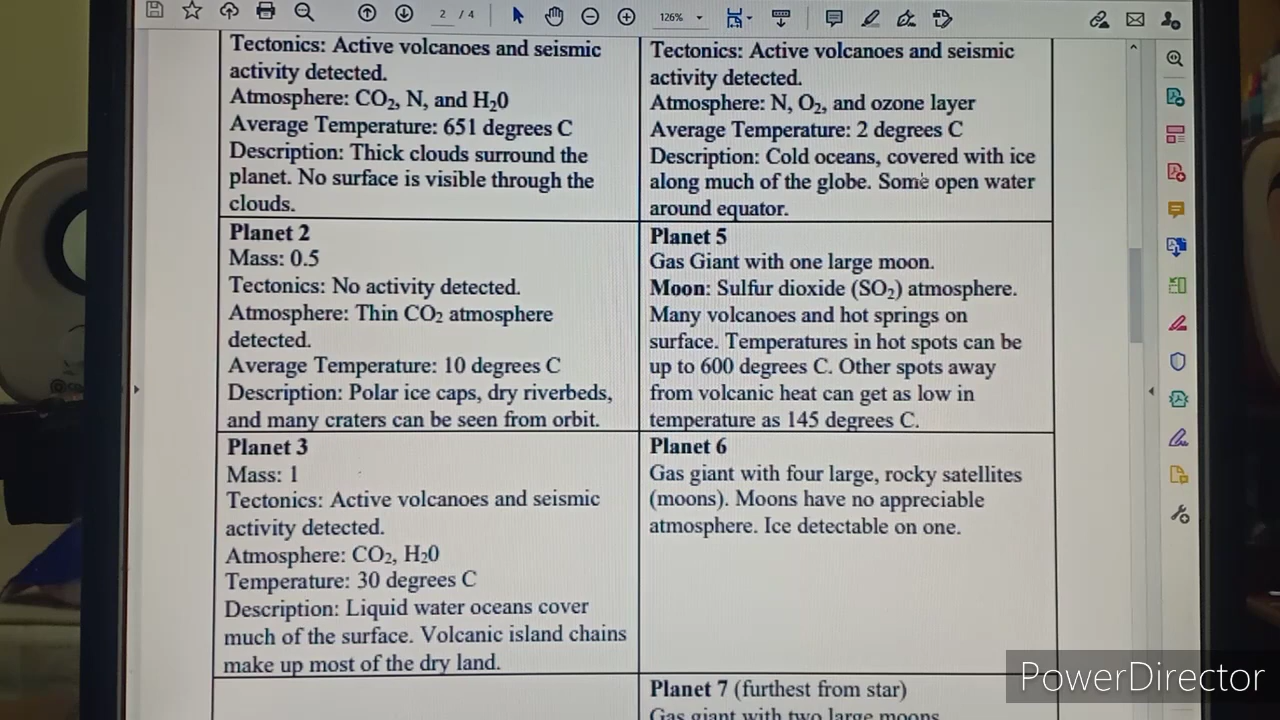 2 / 4
126%
Tectonics: Active volcanoes and seismic
activity detected.
Atmosphere: CO₂, N, and H₂0
Average Temperature: 651 degrees C
Description: Thick clouds surround the
planet. No surface is visible through the
clouds.
Planet 2
Mass: 0.5
Tectonics: No activity detected.
Atmosphere: Thin CO₂ atmosphere
detected.
Average Temperature: 10 degrees C
Description: Polar ice caps, dry riverbeds,
and many craters can be seen from orbit.
Planet 3
Mass: 1
Tectonics: Active volcanoes and seismic
activity detected.
Atmosphere: CO₂, H₂0
Temperature: 30 degrees C
Description: Liquid water oceans cover
much of the surface. Volcanic island chains
make up most of the dry land.
Tectonics: Active volcanoes and seismic
activity detected.
Atmosphere: N, O₂, and ozone layer
Average Temperature: 2 degrees C
Description: Cold oceans, covered with ice
along much of the globe. Some open water
around equator.
Planet 5
Gas Giant with one large moon.
Moon: Sulfur dioxide (SO₂) atmosphere.
Many volcanoes and hot springs on
surface. Temperatures in hot spots can be
up to 600 degrees C. Other spots away
from volcanic heat can get as low in
temperature as 145 degrees C.
Planet 6
Gas giant with four large, rocky satellites
(moons). Moons have no appreciable
atmosphere. Ice detectable on one.
Planet 7 (furthest from star)
Gas giant with two large moons
PowerDirector